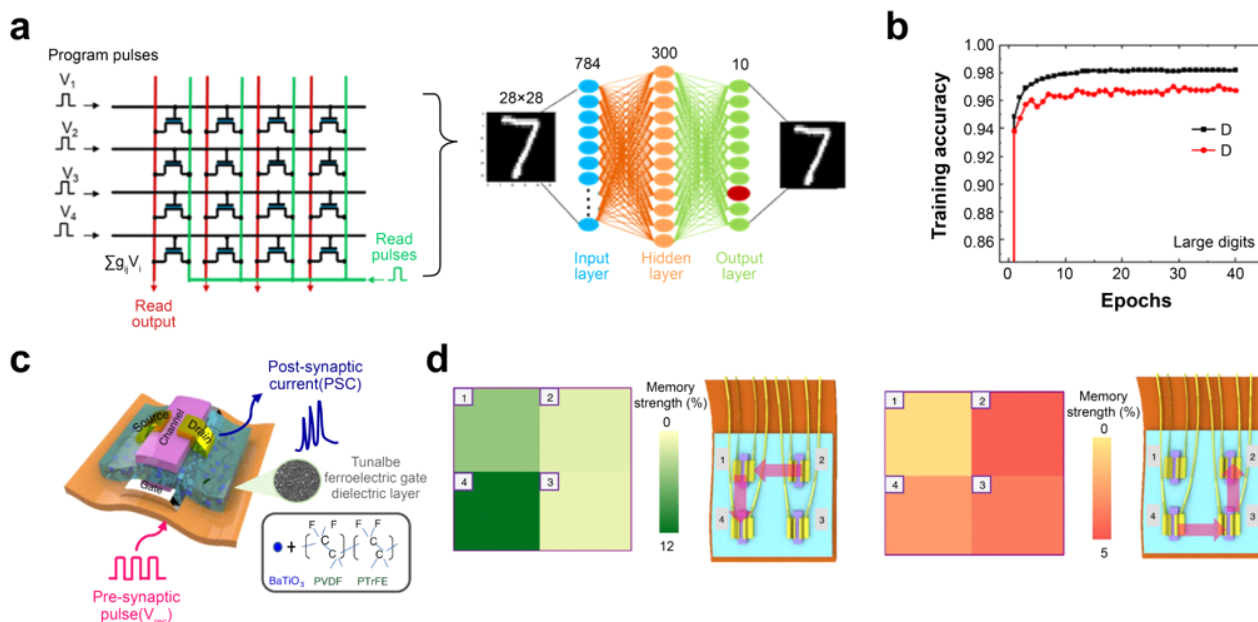 a
Program pulses
V1
V2
V3
V4
∑gijVi
Read
pulses
Read
output
28×28
784
300
10
Input
layer
Hidden
layer
Output
layer
b
Training accuracy
1.00
0.98
0.96
0.94
0.92
0.90
0.88
0.86
D
D
Large digits
0
10
20
30
40
Epochs
c
Post-synaptic
current(PSC)
Source
Channel
Drain
Gate
Tunalbe
ferroelectric gate
dielectric layer
F F F F
C C
C C
BaTiO3 PVDF PTrFE
Pre-synaptic
pulse(Vrec)
d
1 2
4 3
Memory
strength (%)
0
12
1 2
4 3
1 2
4 3
Memory
strength (%)
0
5
1 2
4 3